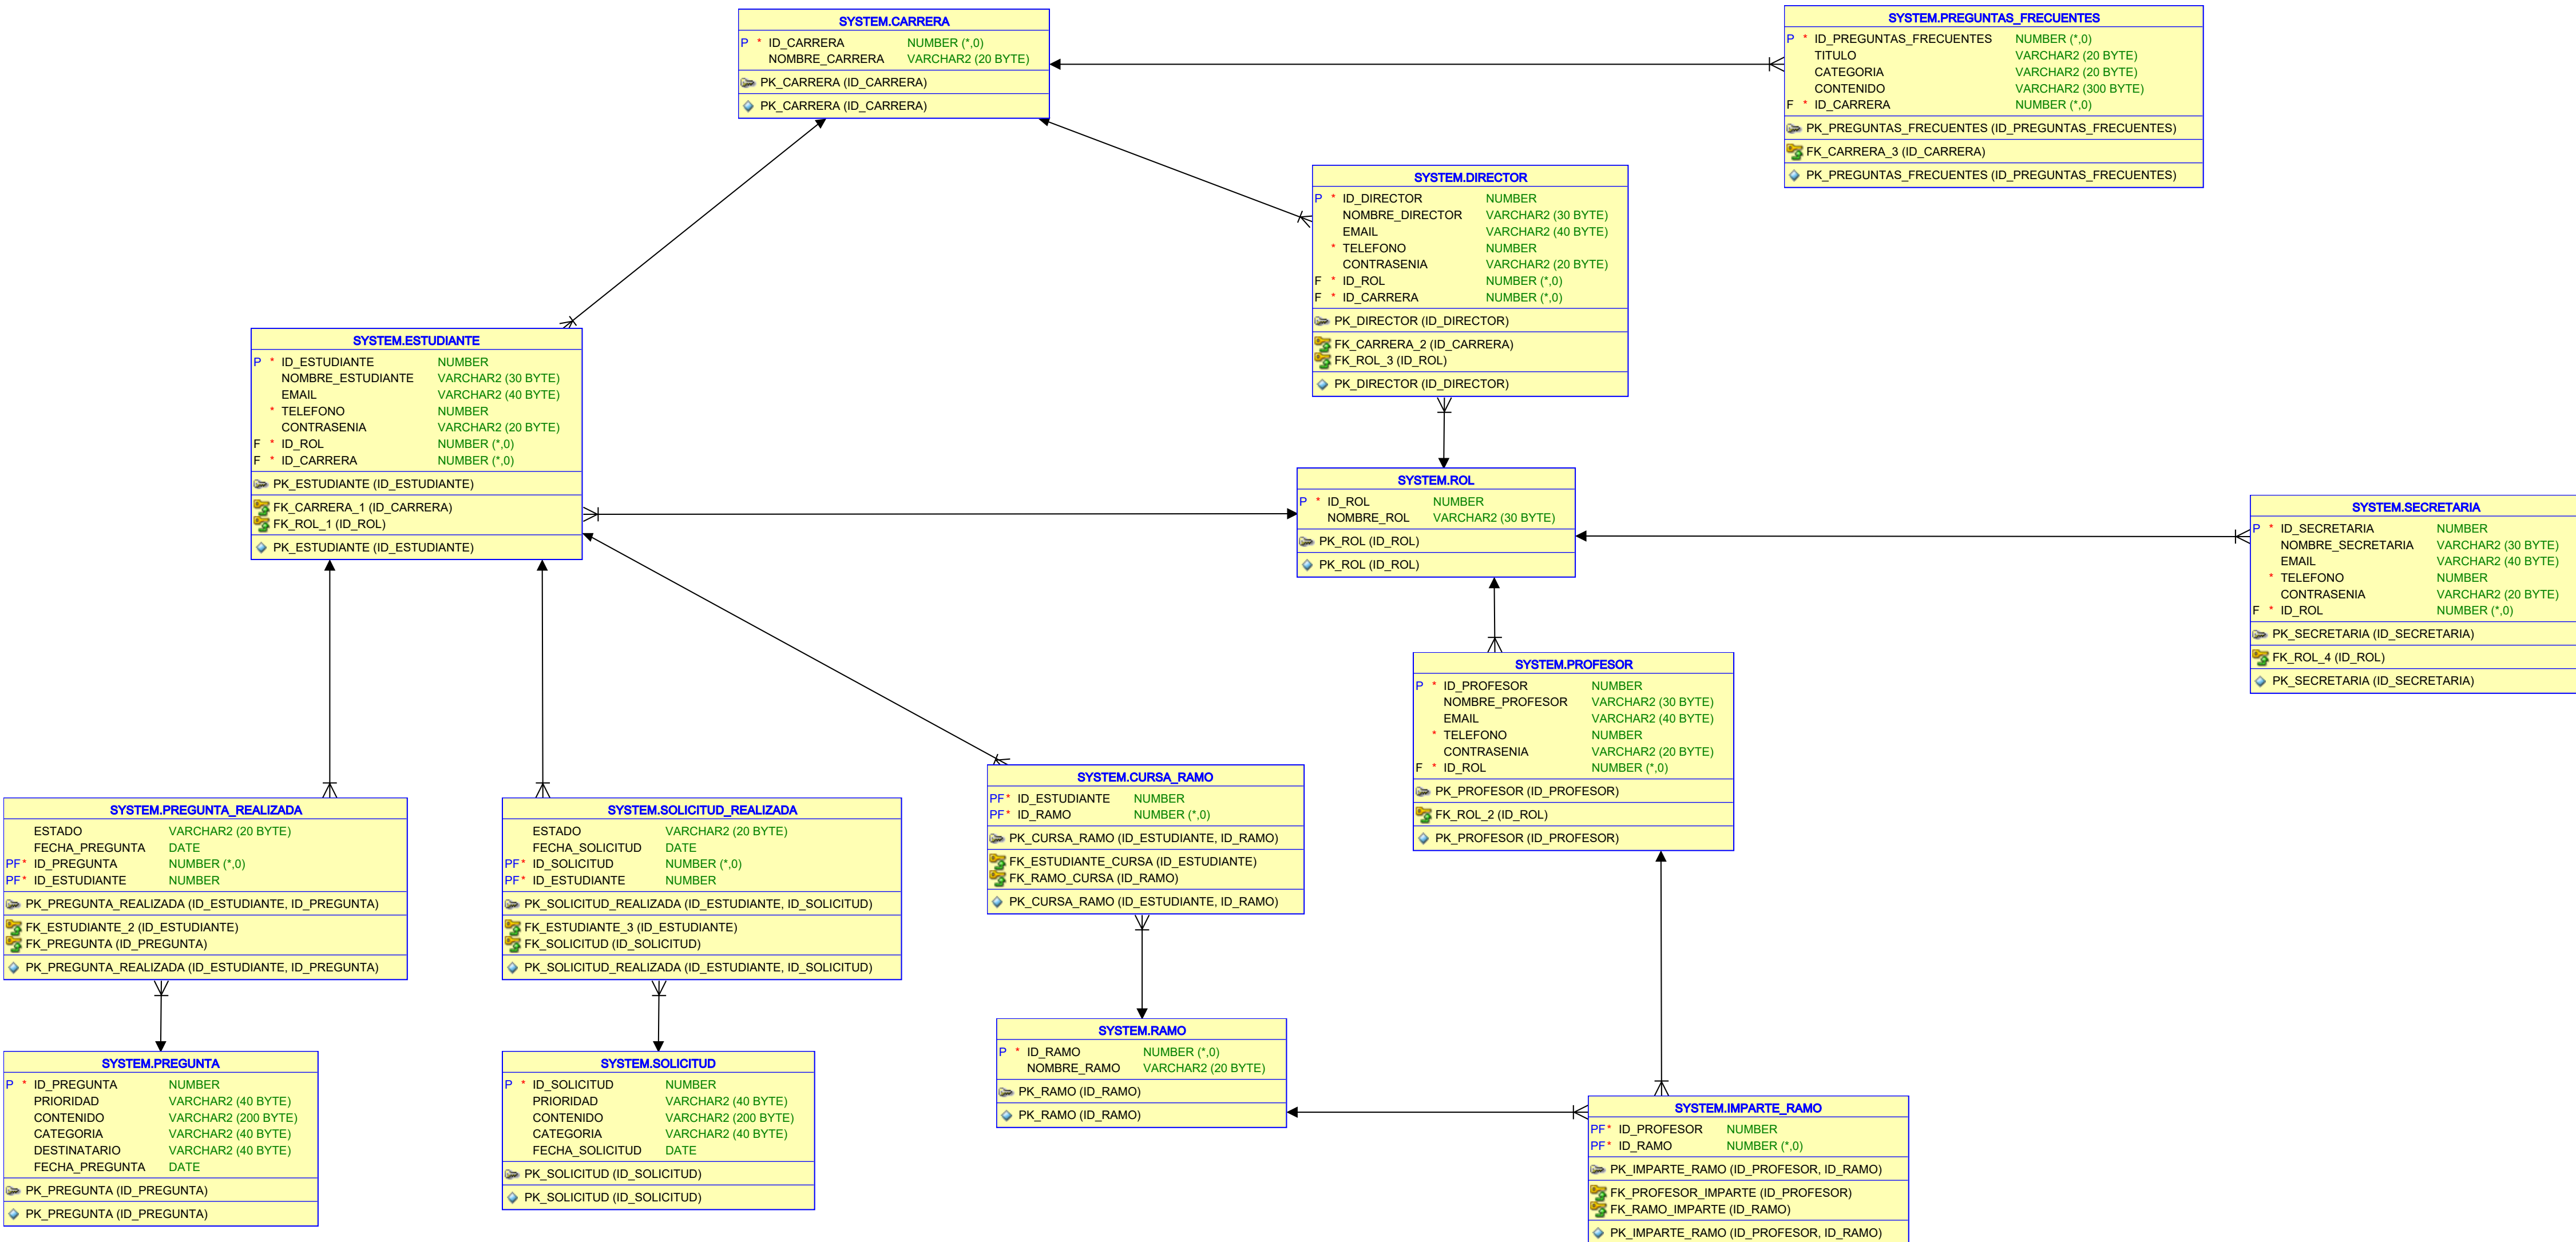 SYSTEM.CARRERA
P * ID_CARRERA NUMBER (*,0)
NOMBRE_CARRERA VARCHAR2 (20 BYTE)
PK_CARRERA (ID_CARRERA)
PK_CARRERA (ID_CARRERA)
SYSTEM.PREGUNTAS_FRECUENTES
P * ID_PREGUNTAS_FRECUENTES NUMBER (*,0)
TITULO VARCHAR2 (20 BYTE)
CATEGORIA VARCHAR2 (20 BYTE)
CONTENIDO VARCHAR2 (300 BYTE)
F * ID_CARRERA NUMBER (*,0)
PK_PREGUNTAS_FRECUENTES (ID_PREGUNTAS_FRECUENTES)
FK_CARRERA_3 (ID_CARRERA)
PK_PREGUNTAS_FRECUENTES (ID_PREGUNTAS_FRECUENTES)
SYSTEM.DIRECTOR
P * ID_DIRECTOR NUMBER
NOMBRE_DIRECTOR VARCHAR2 (30 BYTE)
EMAIL VARCHAR2 (40 BYTE)
* TELEFONO NUMBER
CONTRASENIA VARCHAR2 (20 BYTE)
F * ID_ROL NUMBER (*,0)
F * ID_CARRERA NUMBER (*,0)
PK_DIRECTOR (ID_DIRECTOR)
FK_CARRERA_2 (ID_CARRERA)
FK_ROL_3 (ID_ROL)
PK_DIRECTOR (ID_DIRECTOR)
SYSTEM.ESTUDIANTE
P * ID_ESTUDIANTE NUMBER
NOMBRE_ESTUDIANTE VARCHAR2 (30 BYTE)
EMAIL VARCHAR2 (40 BYTE)
* TELEFONO NUMBER
CONTRASENIA VARCHAR2 (20 BYTE)
F * ID_ROL NUMBER (*,0)
F * ID_CARRERA NUMBER (*,0)
PK_ESTUDIANTE (ID_ESTUDIANTE)
FK_CARRERA_1 (ID_CARRERA)
FK_ROL_1 (ID_ROL)
PK_ESTUDIANTE (ID_ESTUDIANTE)
SYSTEM.ROL
P * ID_ROL NUMBER
NOMBRE_ROL VARCHAR2 (30 BYTE)
PK_ROL (ID_ROL)
PK_ROL (ID_ROL)
SYSTEM.SECRETARIA
P * ID_SECRETARIA NUMBER
NOMBRE_SECRETARIA VARCHAR2 (30 BYTE)
EMAIL VARCHAR2 (40 BYTE)
* TELEFONO NUMBER
CONTRASENIA VARCHAR2 (20 BYTE)
F * ID_ROL NUMBER (*,0)
PK_SECRETARIA (ID_SECRETARIA)
FK_ROL_4 (ID_ROL)
PK_SECRETARIA (ID_SECRETARIA)
SYSTEM.PROFESOR
P * ID_PROFESOR NUMBER
NOMBRE_PROFESOR VARCHAR2 (30 BYTE)
EMAIL VARCHAR2 (40 BYTE)
* TELEFONO NUMBER
CONTRASENIA VARCHAR2 (20 BYTE)
F * ID_ROL NUMBER (*,0)
PK_PROFESOR (ID_PROFESOR)
FK_ROL_2 (ID_ROL)
PK_PROFESOR (ID_PROFESOR)
SYSTEM.PREGUNTA_REALIZADA
ESTADO VARCHAR2 (20 BYTE)
FECHA_PREGUNTA DATE
PF* ID_PREGUNTA NUMBER (*,0)
PF* ID_ESTUDIANTE NUMBER
PK_PREGUNTA_REALIZADA (ID_ESTUDIANTE, ID_PREGUNTA)
FK_ESTUDIANTE_2 (ID_ESTUDIANTE)
FK_PREGUNTA (ID_PREGUNTA)
PK_PREGUNTA_REALIZADA (ID_ESTUDIANTE, ID_PREGUNTA)
SYSTEM.SOLICITUD_REALIZADA
ESTADO VARCHAR2 (20 BYTE)
FECHA_SOLICITUD DATE
PF* ID_SOLICITUD NUMBER (*,0)
PF* ID_ESTUDIANTE NUMBER
PK_SOLICITUD_REALIZADA (ID_ESTUDIANTE, ID_SOLICITUD)
FK_ESTUDIANTE_3 (ID_ESTUDIANTE)
FK_SOLICITUD (ID_SOLICITUD)
PK_SOLICITUD_REALIZADA (ID_ESTUDIANTE, ID_SOLICITUD)
SYSTEM.CURSA_RAMO
PF* ID_ESTUDIANTE NUMBER
PF* ID_RAMO NUMBER (*,0)
PK_CURSA_RAMO (ID_ESTUDIANTE, ID_RAMO)
FK_ESTUDIANTE_CURSA (ID_ESTUDIANTE)
FK_RAMO_CURSA (ID_RAMO)
PK_CURSA_RAMO (ID_ESTUDIANTE, ID_RAMO)
SYSTEM.PREGUNTA
P * ID_PREGUNTA NUMBER
PRIORIDAD VARCHAR2 (40 BYTE)
CONTENIDO VARCHAR2 (200 BYTE)
CATEGORIA VARCHAR2 (40 BYTE)
DESTINATARIO VARCHAR2 (40 BYTE)
FECHA_PREGUNTA DATE
PK_PREGUNTA (ID_PREGUNTA)
PK_PREGUNTA (ID_PREGUNTA)
SYSTEM.SOLICITUD
P * ID_SOLICITUD NUMBER
PRIORIDAD VARCHAR2 (40 BYTE)
CONTENIDO VARCHAR2 (200 BYTE)
CATEGORIA VARCHAR2 (40 BYTE)
FECHA_SOLICITUD DATE
PK_SOLICITUD (ID_SOLICITUD)
PK_SOLICITUD (ID_SOLICITUD)
SYSTEM.RAMO
P * ID_RAMO NUMBER (*,0)
NOMBRE_RAMO VARCHAR2 (20 BYTE)
PK_RAMO (ID_RAMO)
PK_RAMO (ID_RAMO)
SYSTEM.IMPARTE_RAMO
PF* ID_PROFESOR NUMBER
PF* ID_RAMO NUMBER (*,0)
PK_IMPARTE_RAMO (ID_PROFESOR, ID_RAMO)
FK_PROFESOR_IMPARTE (ID_PROFESOR)
FK_RAMO_IMPARTE (ID_RAMO)
PK_IMPARTE_RAMO (ID_PROFESOR, ID_RAMO)